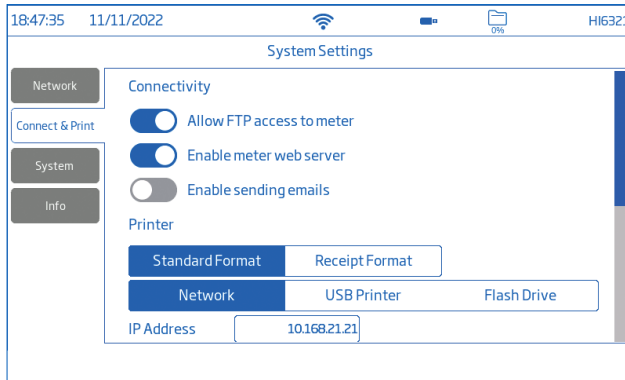 18:47:35 11/11/2022 0% HI6321
System Settings
Network
Connect & Print
System
Info
Connectivity
Allow FTP access to meter
Enable meter web server
Enable sending emails
Printer
Standard Format Receipt Format
Network USB Printer Flash Drive
IP Address 10.168.21.21